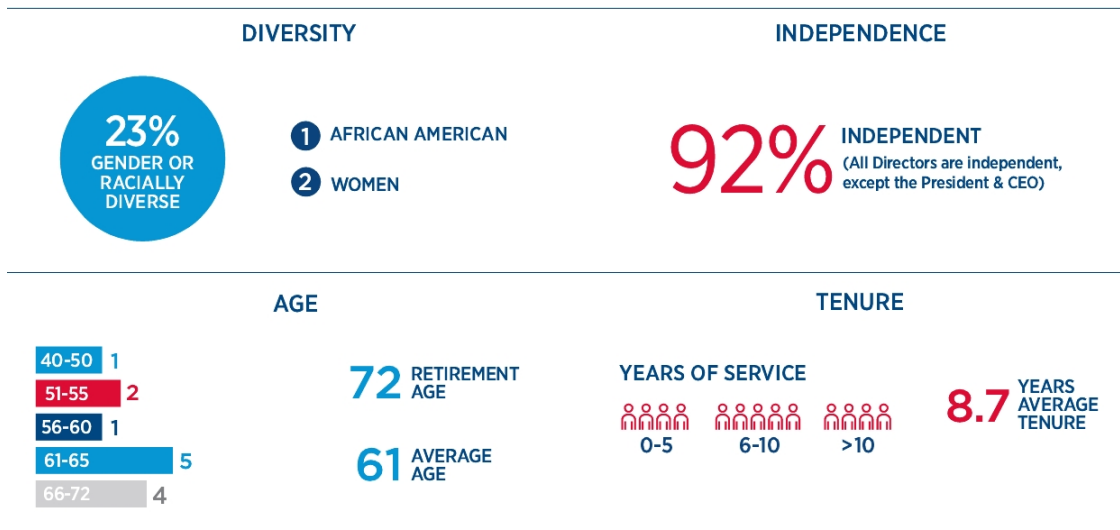 DIVERSITY
23%
GENDER OR
RACIALLY
DIVERSE
1 AFRICAN AMERICAN
2 WOMEN
INDEPENDENCE
92%
INDEPENDENT
(All Directors are independent,
except the President & CEO)
AGE
40-50 1
51-55 2
56-60 1
61-65 5
66-72 4
72 RETIREMENT
AGE
61 AVERAGE
AGE
TENURE
YEARS OF SERVICE
0-5 6-10 >10
8.7 YEARS
AVERAGE
TENURE